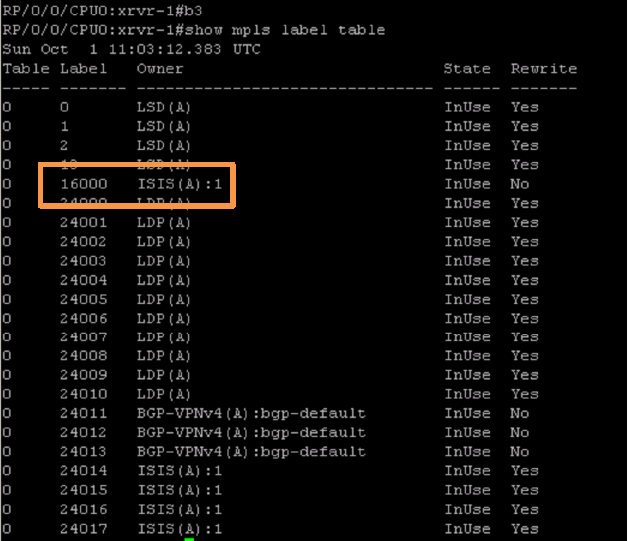 RP/0/0/CPU0:xrvr-1#b3
RP/0/0/CPU0:xrvr-1#show mpls label table
Sun Oct  1 11:03:12.383 UTC
Table Label   Owner                           State  Rewrite
----- ------- ------------------------------- ------ -------
0     0       LSD(A)                          InUse  Yes
0     1       LSD(A)                          InUse  Yes
0     2       LSD(A)                          InUse  Yes
0     13      LSD(A)                          InUse  Yes
0     16000   ISIS(A):1                       InUse  No
0     24000   LDP(A)                          InUse  Yes
0     24001   LDP(A)                          InUse  Yes
0     24002   LDP(A)                          InUse  Yes
0     24003   LDP(A)                          InUse  Yes
0     24004   LDP(A)                          InUse  Yes
0     24005   LDP(A)                          InUse  Yes
0     24006   LDP(A)                          InUse  Yes
0     24007   LDP(A)                          InUse  Yes
0     24008   LDP(A)                          InUse  Yes
0     24009   LDP(A)                          InUse  Yes
0     24010   LDP(A)                          InUse  Yes
0     24011   BGP-VPNv4(A):bgp-default        InUse  No
0     24012   BGP-VPNv4(A):bgp-default        InUse  No
0     24013   BGP-VPNv4(A):bgp-default        InUse  No
0     24014   ISIS(A):1                       InUse  Yes
0     24015   ISIS(A):1                       InUse  Yes
0     24016   ISIS(A):1                       InUse  Yes
0     24017   ISIS(A):1                       InUse  Yes